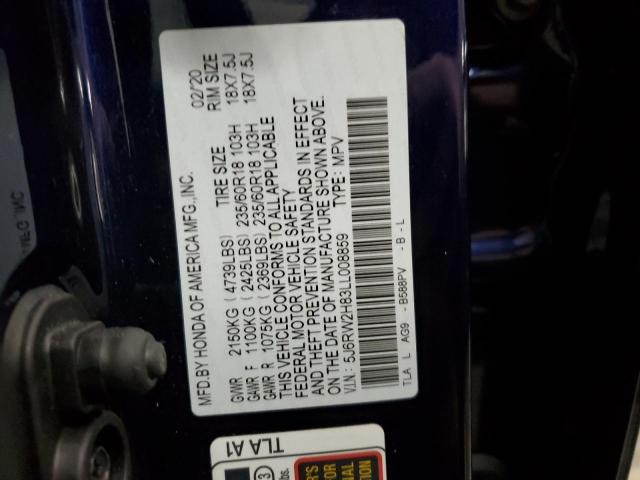 MFD.BY HONDA OF AMERICA MFG.,INC. 02/'20
TIRE SIZE RIM SIZE
GVWR 2150KG ( 4739LBS)
GAWR F 1100KG ( 2425LBS) 235/60R18 103H 18X7.5J
GAWR R 1075KG ( 2369LBS) 235/60R18 103H 18X7.5J
THIS VEHICLE CONFORMS TO ALL APPLICABLE
FEDERAL MOTOR VEHICLE SAFETY
AND THEFT PREVENTION STANDARDS IN EFFECT
ON THE DATE OF MANUFACTURE SHOWN ABOVE.
V.I.N.: 5J6RW2H83LL008859 TYPE: MPV
TLA L AG9 - B588PV - B - L
TLA A1